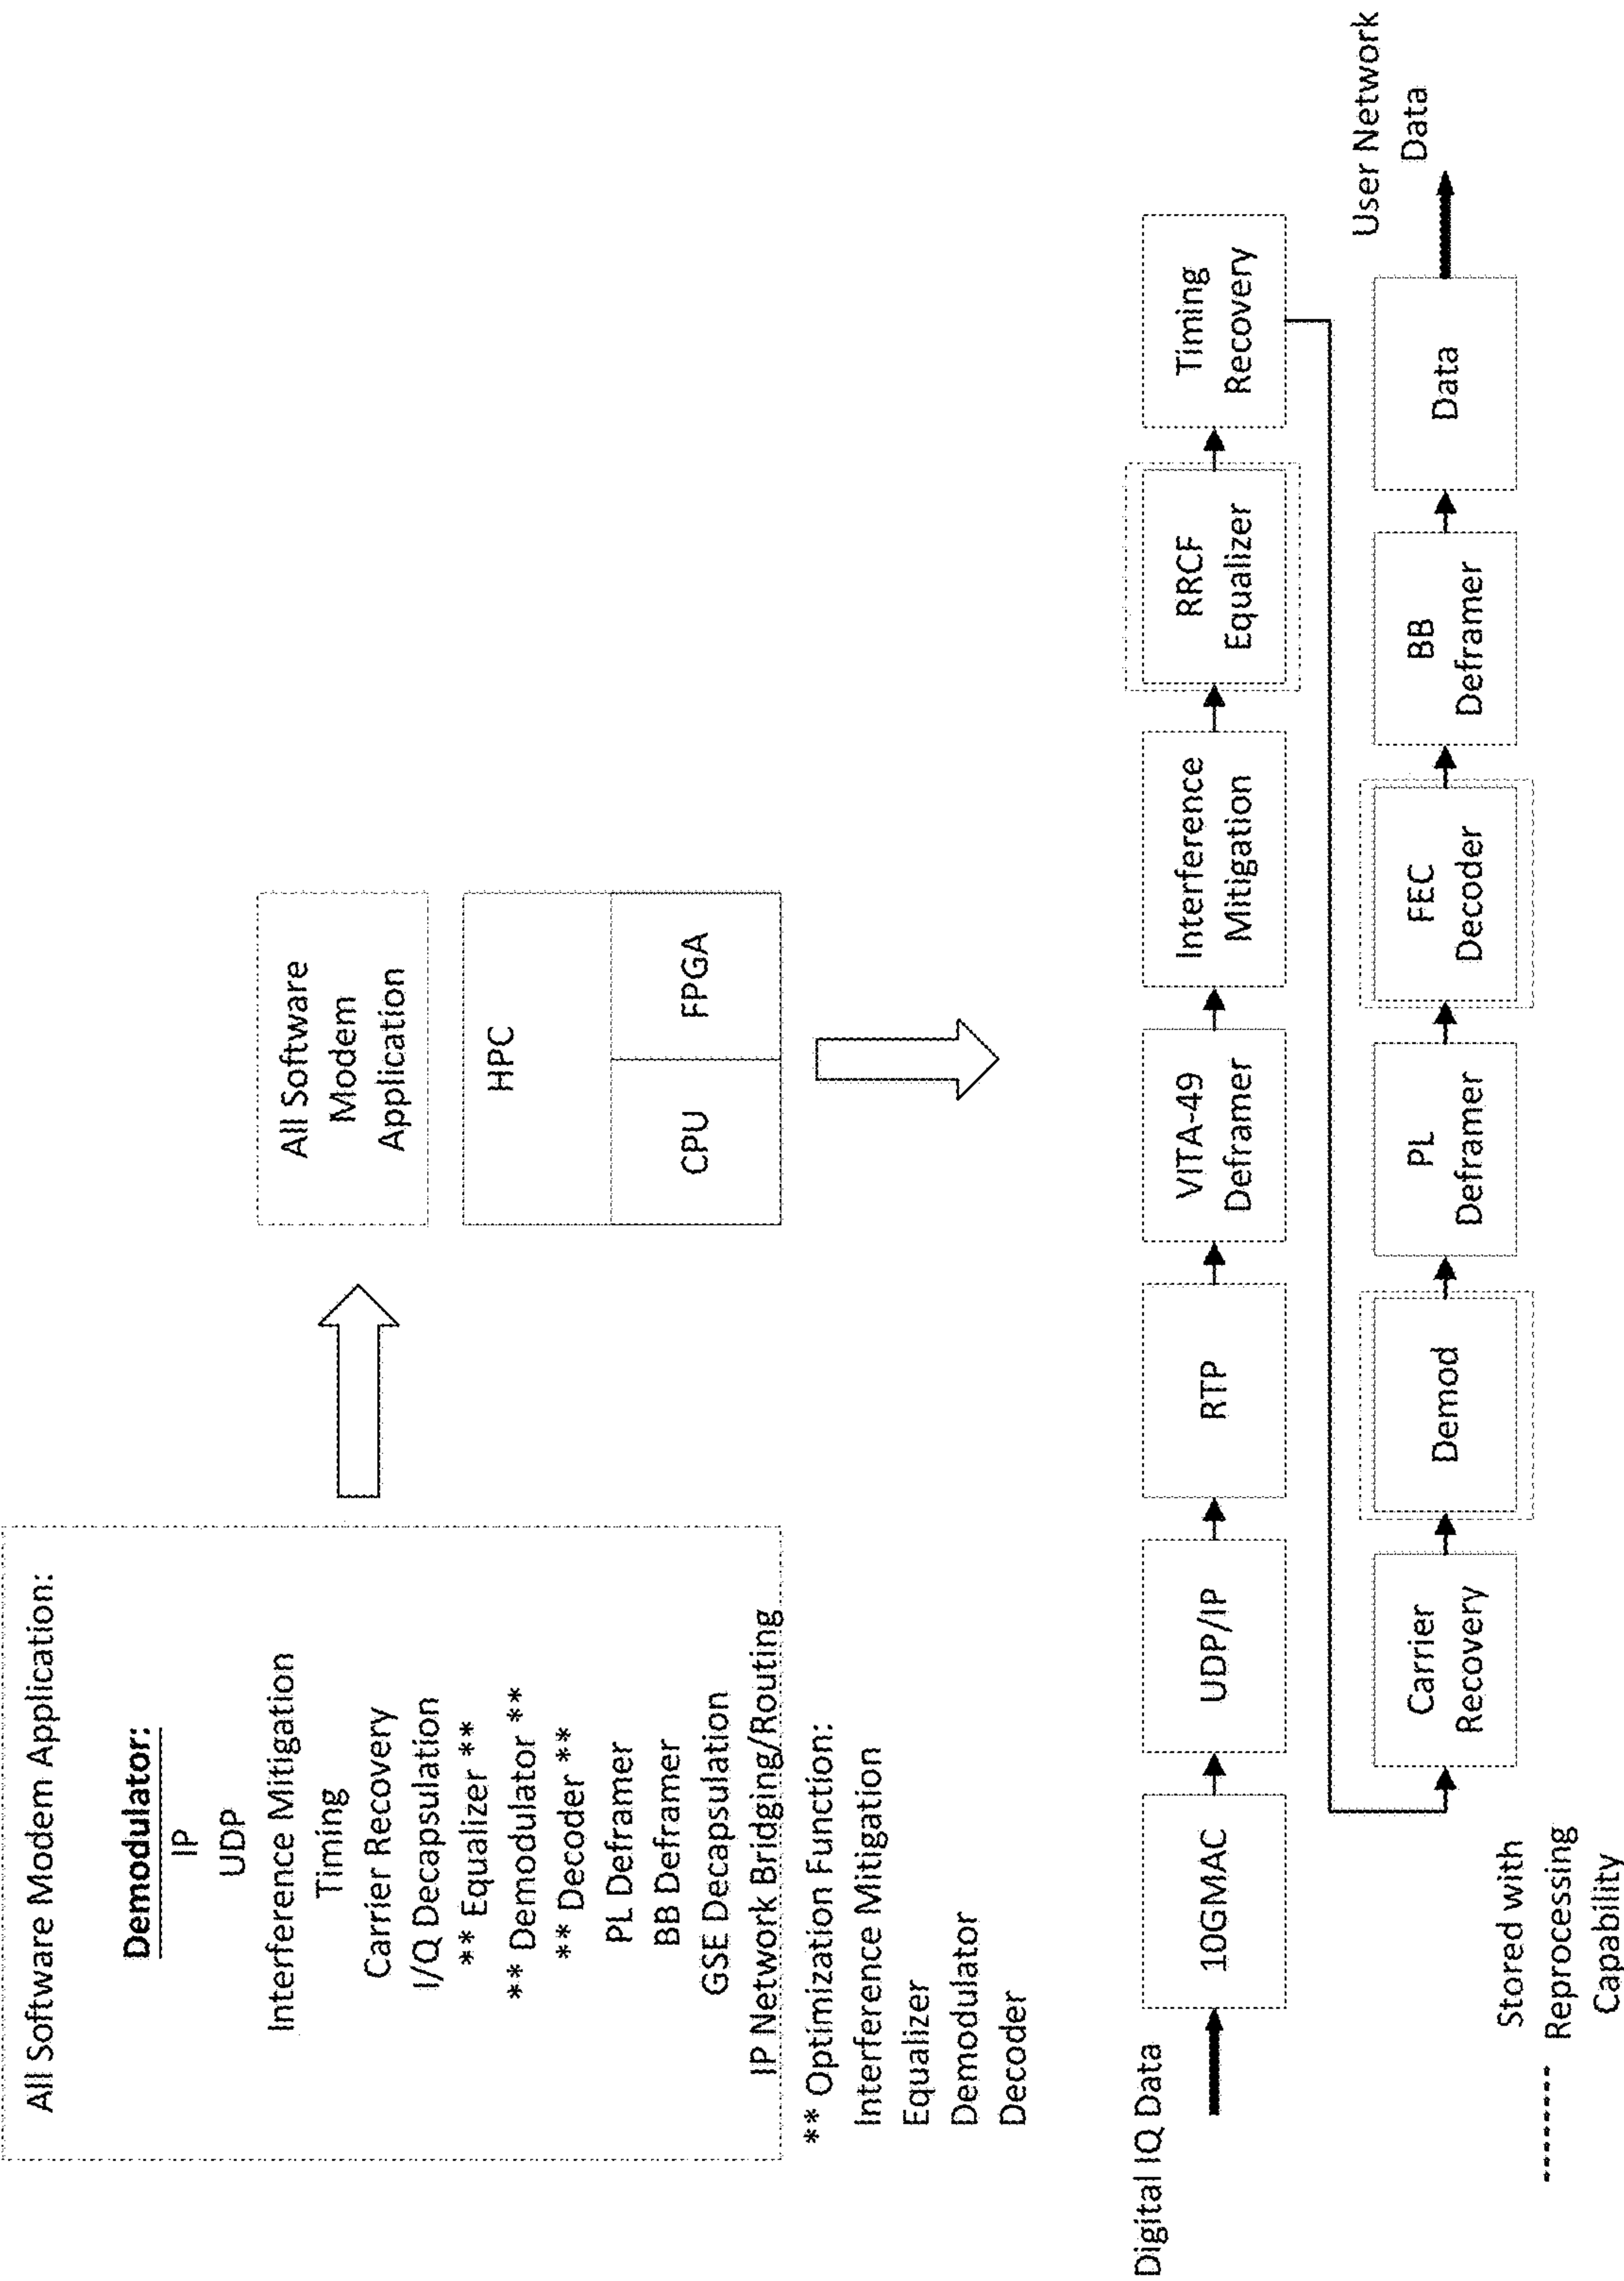 All Software Modem Application:
Demodulator:
IP
UDP
Interference Mitigation
Timing
Carrier Recovery
I/Q Decapsulation
** Equalizer **
** Demodulator **
** Decoder **
PL Deframer
BB Deframer
GSE Decapsulation
IP Network Bridging/Routing
** Optimization Function:
Interference Mitigation
Equalizer
Demodulator
Decoder
All Software
Modem
Application
HPC
CPU
FPGA
Digital IQ Data
10GMAC
UDP/IP
RTP
VITA-49
Deframer
Interference
Mitigation
RRCF
Equalizer
Timing
Recovery
Carrier
Recovery
Demod
PL
Deframer
FEC
Decoder
BB
Deframer
Data
User Network
Data
Stored with
Reprocessing
Capability